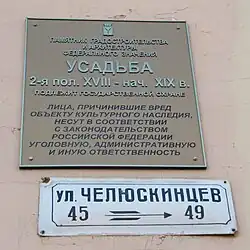 ПАМЯТНИК ГРАДОСТРОИТЕЛЬСТВА
И АРХИТЕКТУРЫ
ФЕДЕРАЛЬНОГО ЗНАЧЕНИЯ
УСАДЬБА
2-я пол. XVIII - нач. XIX в.
ПОДЛЕЖИТ ГОСУДАРСТВЕННОЙ ОХРАНЕ
ЛИЦА, ПРИЧИНИВШИЕ ВРЕД
ОБЪЕКТУ КУЛЬТУРНОГО НАСЛЕДИЯ,
НЕСУТ В СООТВЕТСТВИИ
С ЗАКОНОДАТЕЛЬСТВОМ
РОССИЙСКОЙ ФЕДЕРАЦИИ
УГОЛОВНУЮ, АДМИНИСТРАТИВНУЮ
И ИНУЮ ОТВЕТСТВЕННОСТЬ
ул. ЧЕЛЮСКИНЦЕВ
45 49